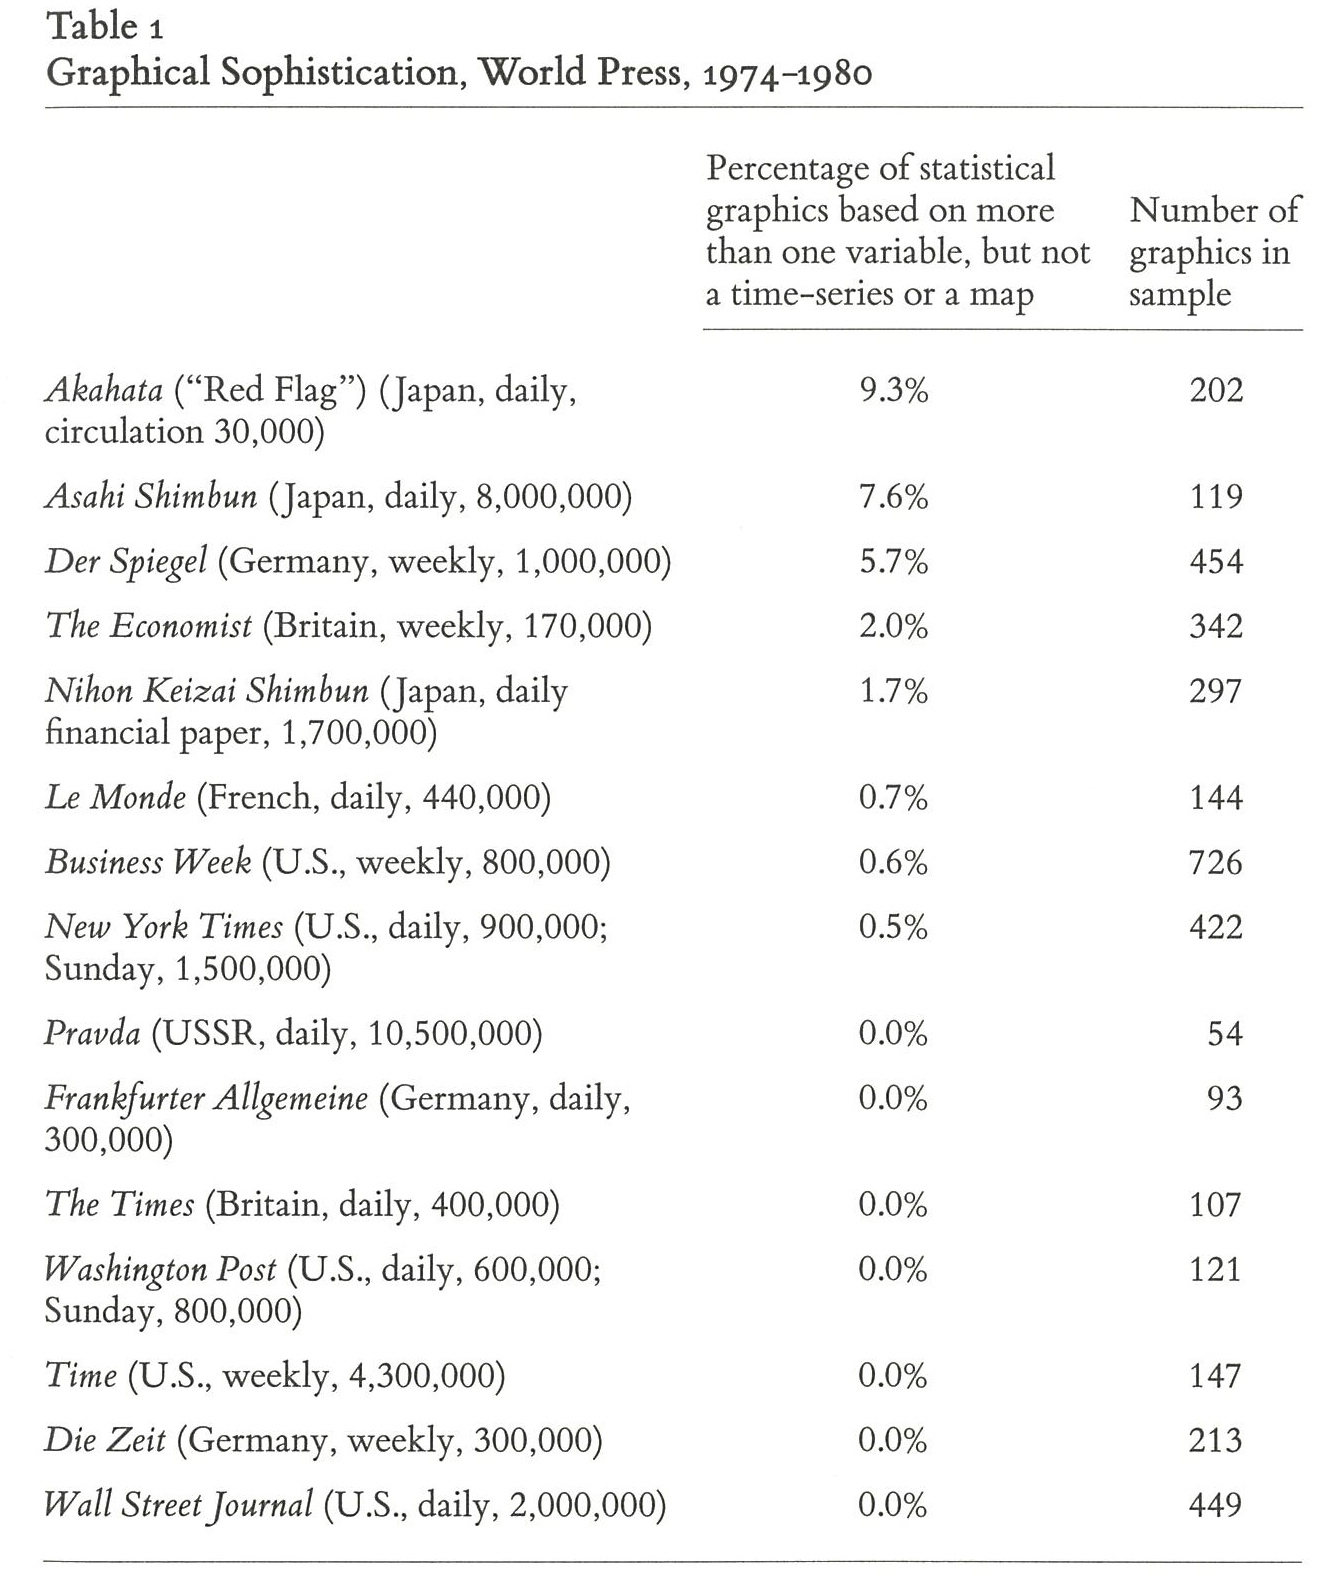 Table 1
Graphical Sophistication, World Press, 1974–1980
Percentage of statistical
graphics based on more
than one variable, but not
a time-series or a map
Number of
graphics in
sample
Akahata (“Red Flag”) (Japan, daily, 9.3% 202
circulation 30,000)
Asahi Shimbun (Japan, daily, 8,000,000) 7.6% 119
Der Spiegel (Germany, weekly, 1,000,000) 5.7% 454
The Economist (Britain, weekly, 170,000) 2.0% 342
Nihon Keizai Shimbun (Japan, daily 1.7% 297
financial paper, 1,700,000)
Le Monde (French, daily, 440,000) 0.7% 144
Business Week (U.S., weekly, 800,000) 0.6% 726
New York Times (U.S., daily, 900,000; 0.5% 422
Sunday, 1,500,000)
Pravda (USSR, daily, 10,500,000) 0.0% 54
Frankfurter Allgemeine (Germany, daily, 0.0% 93
300,000)
The Times (Britain, daily, 400,000) 0.0% 107
Washington Post (U.S., daily, 600,000; 0.0% 121
Sunday, 800,000)
Time (U.S., weekly, 4,300,000) 0.0% 147
Die Zeit (Germany, weekly, 300,000) 0.0% 213
Wall Street Journal (U.S., daily, 2,000,000) 0.0% 449